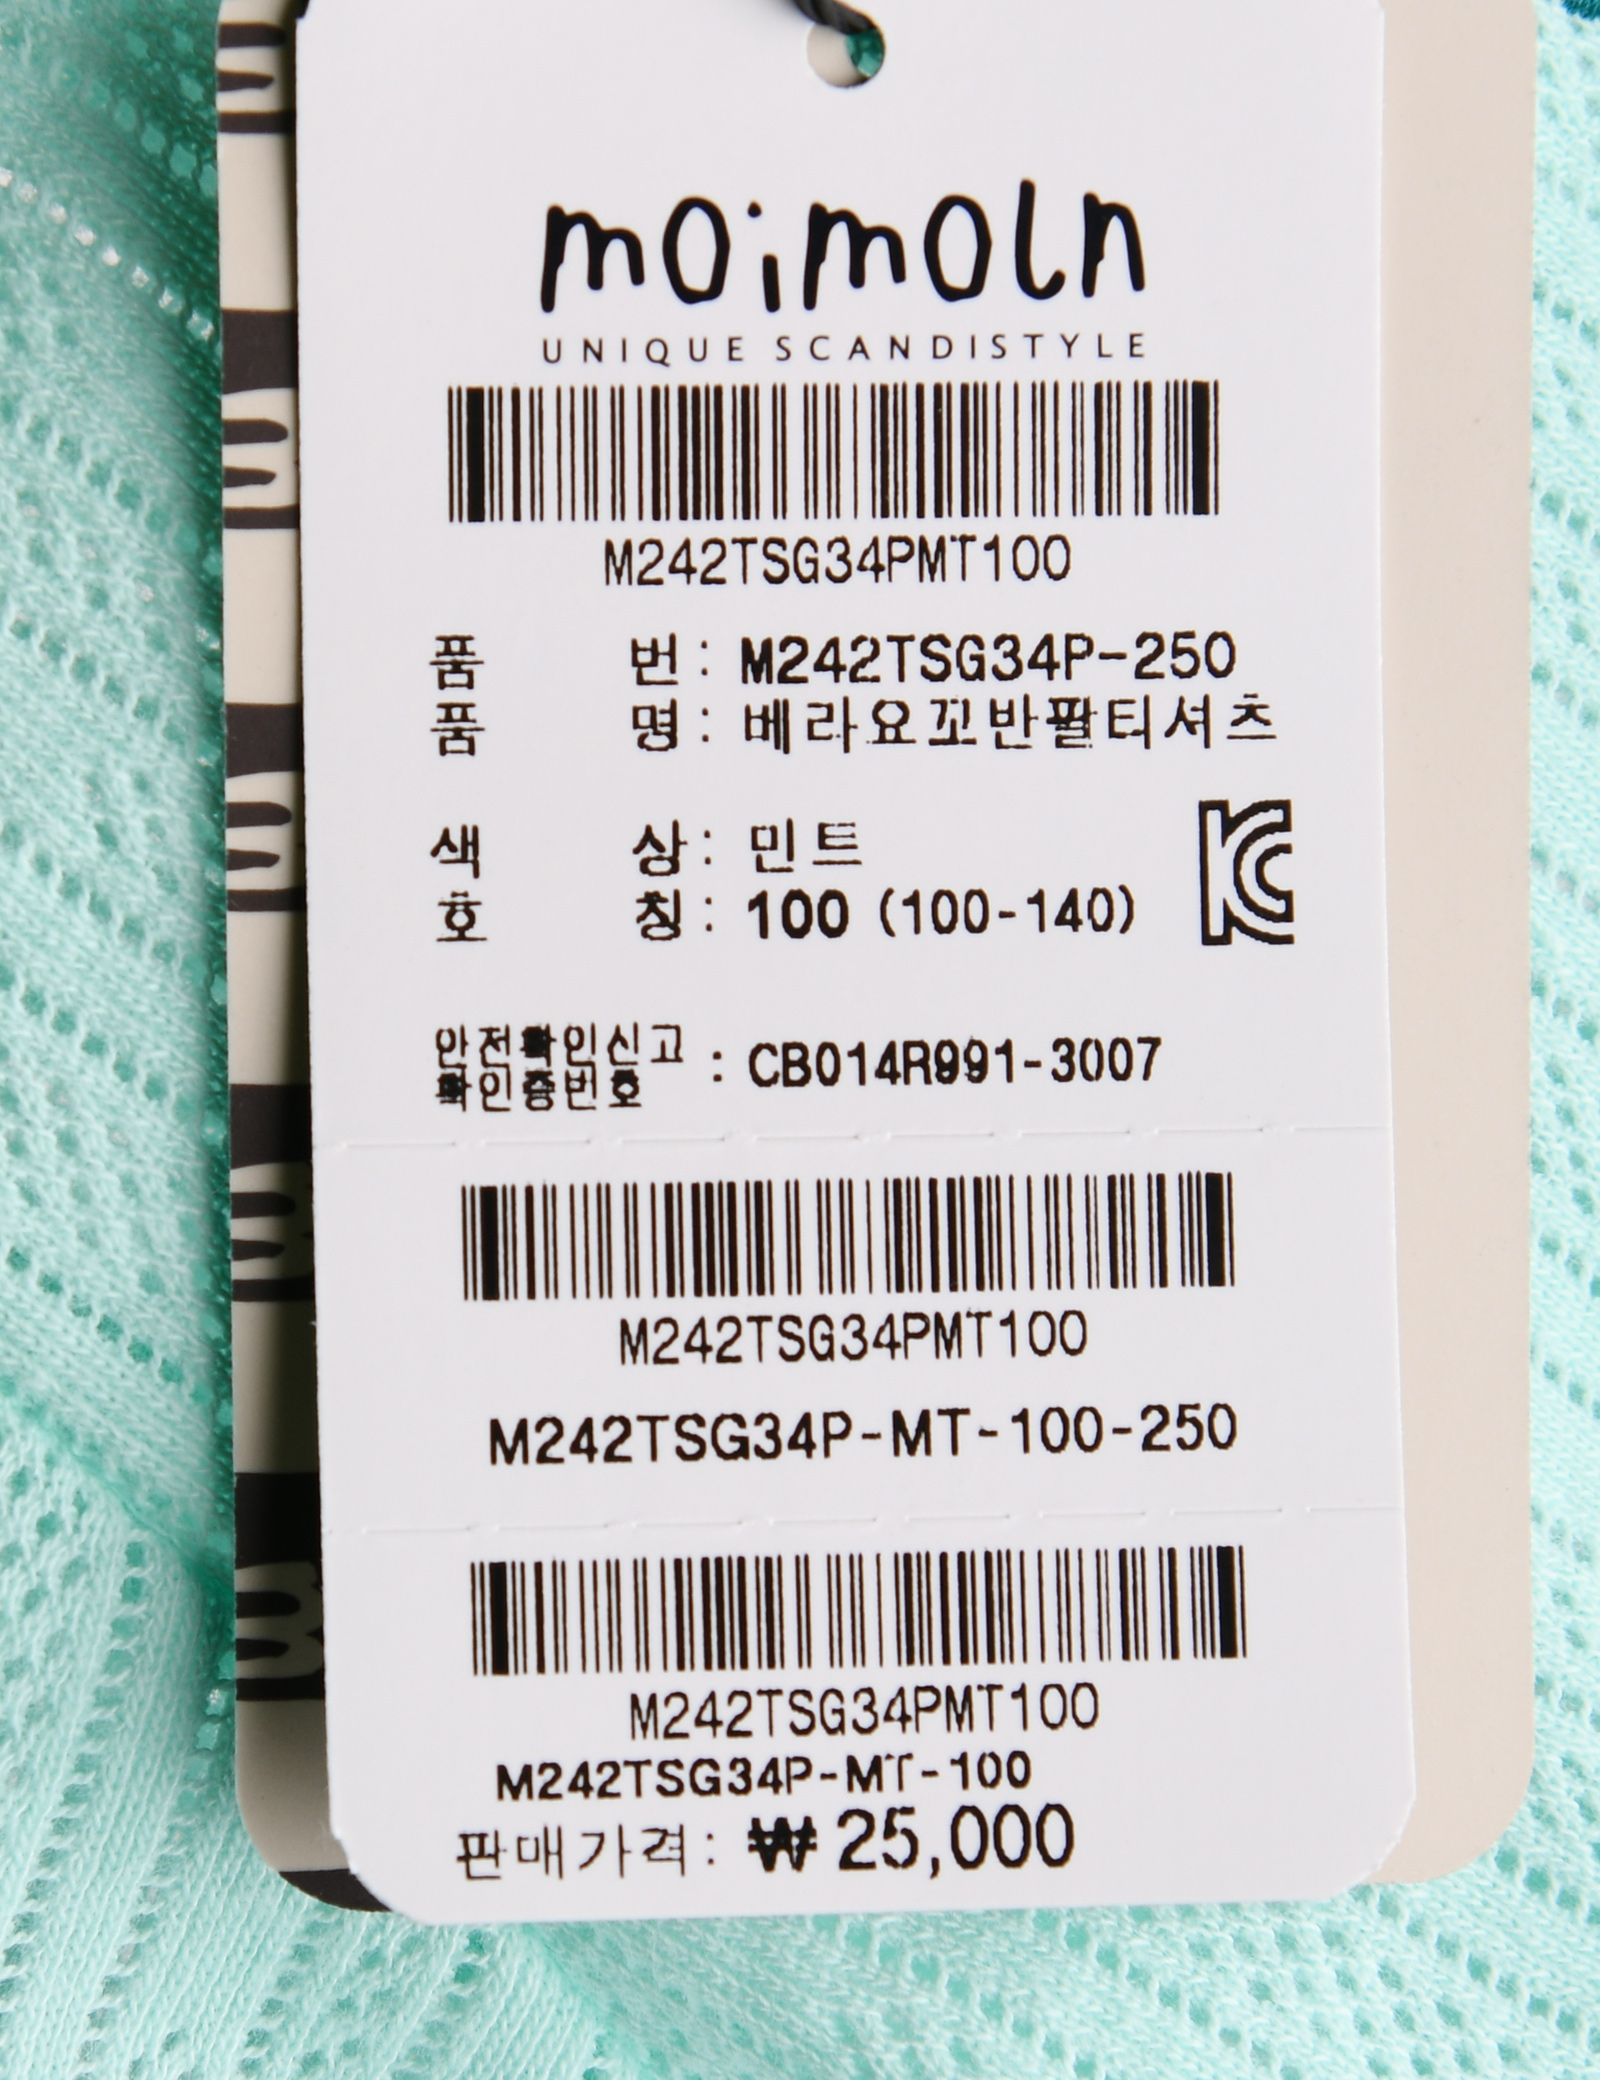 moimoln
UNIQUE SCANDISTYLE
M242TSG34PMT100
품 번 : M242TSG34P-250
품 명 : 베라요꼬반팔티셔츠
색 상 : 민트
호 칭 : 100 (100-140)
안전확인신고
확인증번호 : CB014R991-3007
M242TSG34PMT100
M242TSG34P-MT-100-250
M242TSG34PMT100
M242TSG34P-MT-100
판매가격 : ₩ 25,000